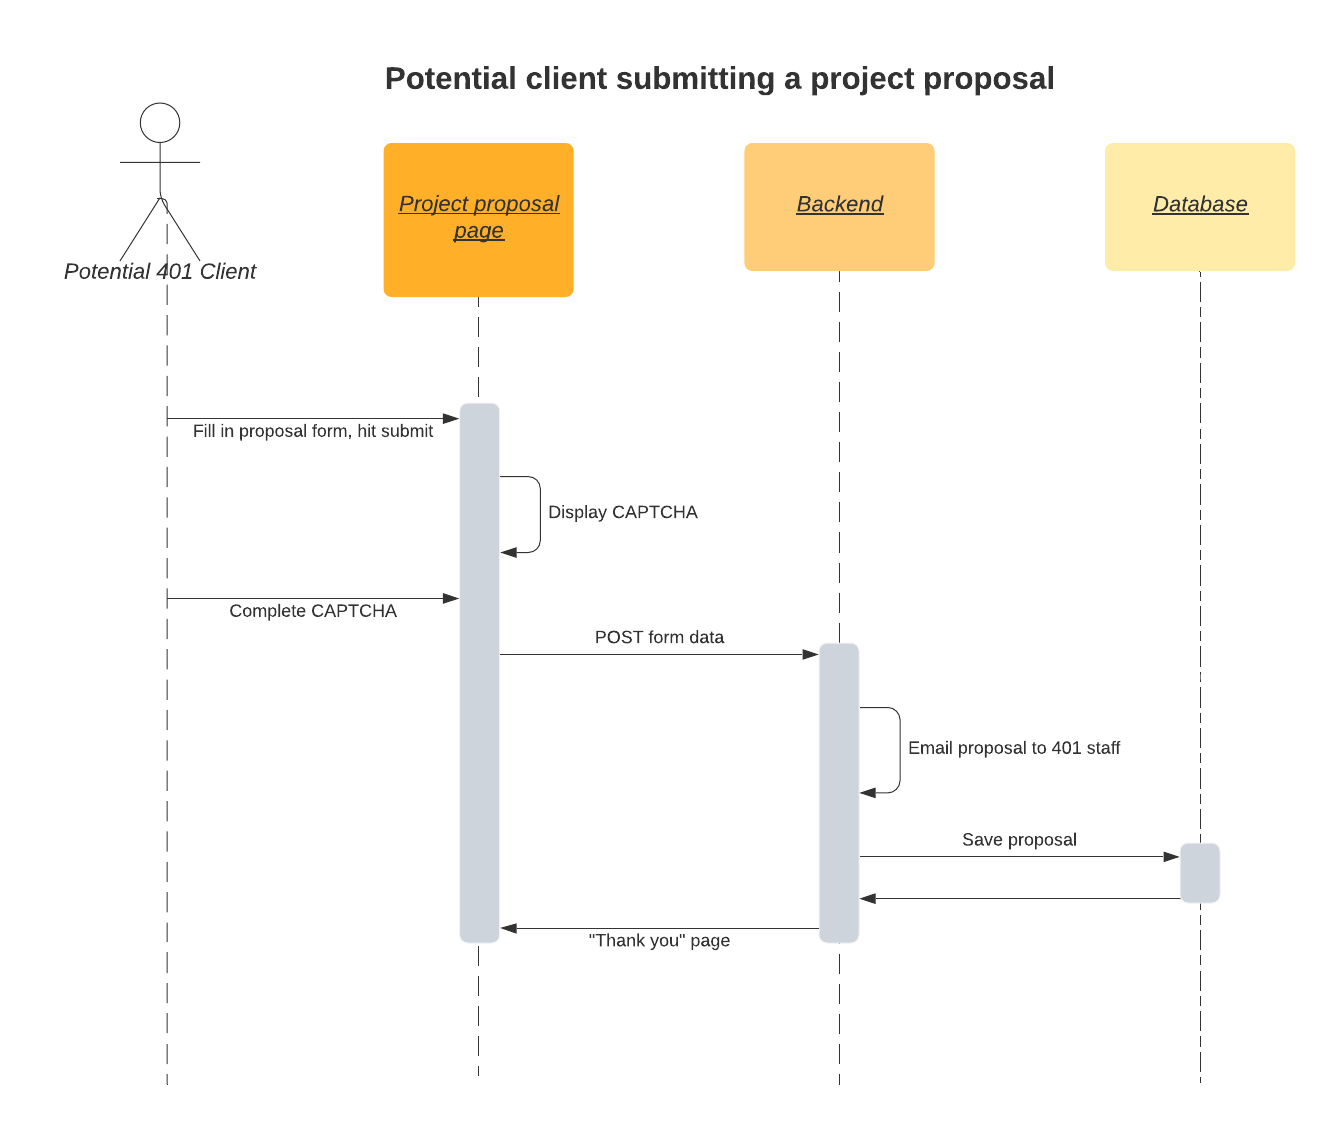 Potential client submitting a project proposal
Potential 401 Client
Project proposal
page
Backend
Database
Fill in proposal form, hit submit
Display CAPTCHA
Complete CAPTCHA
POST form data
Email proposal to 401 staff
Save proposal
"Thank you" page